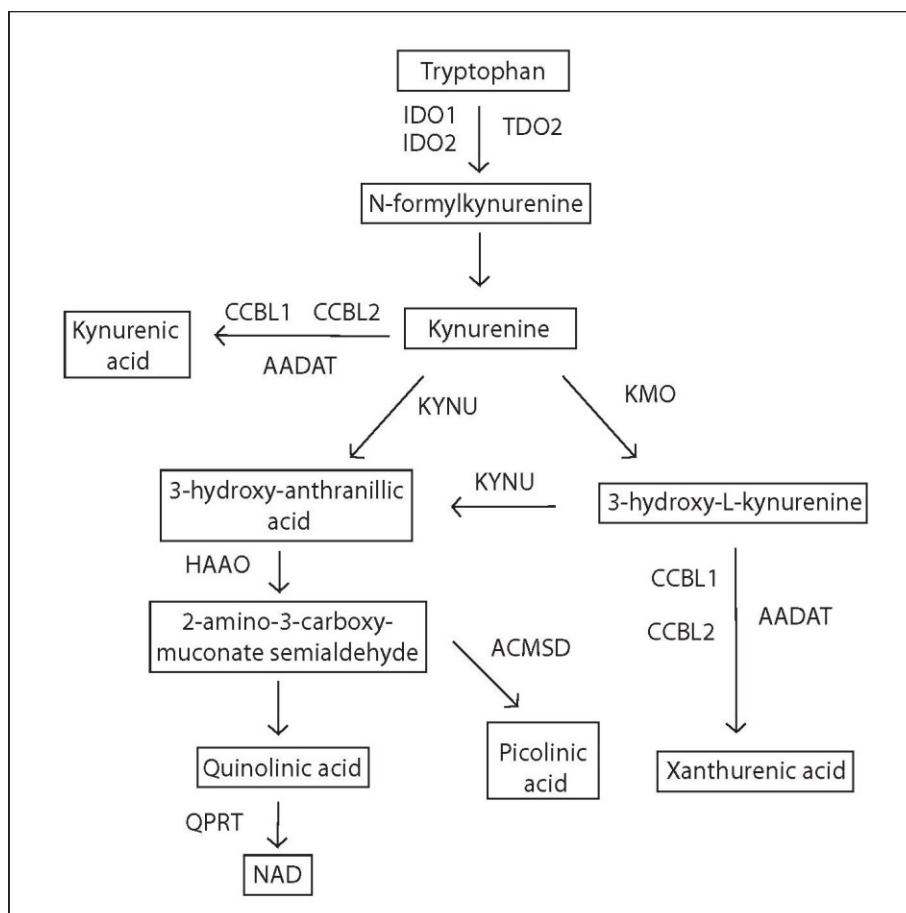 Tryptophan
IDO1
IDO2
TDO2
N-formylkynurenine
CCBL1 CCBL2
Kynurenic
acid
Kynurenine
AADAT
KYNU
KMO
3-hydroxy-anthranillic
acid
KYNU
3-hydroxy-L-kynurenine
HAAO
CCBL1
CCBL2
AADAT
2-amino-3-carboxy-
muconate semialdehyde
ACMSD
Quinolinic acid
Picolinic
acid
Xanthurenic acid
QPRT
NAD